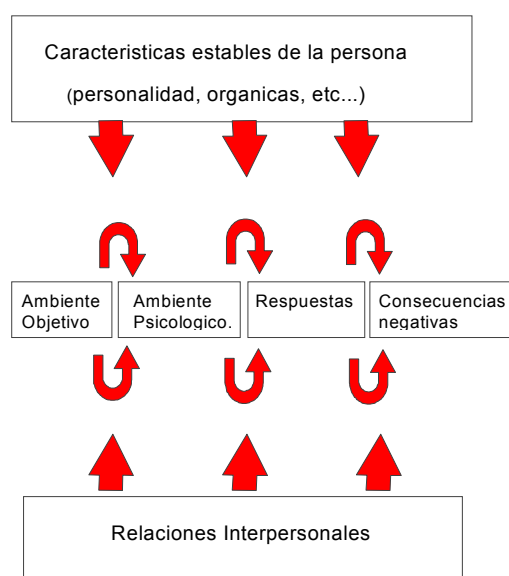 Caracteristicas estables de la persona
(personalidad, organicas, etc...)
Ambiente
Objetivo
Ambiente
Psicologico.
Respuestas
Consecuencias
negativas
Relaciones Interpersonales